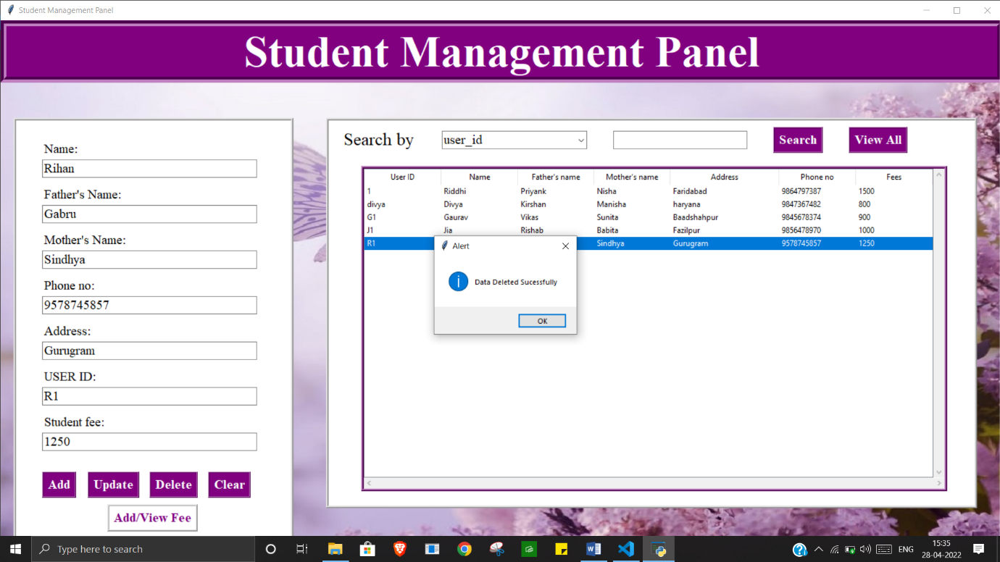 Student Management Panel
Student Management Panel
Name:
Rihan
Father's Name:
Gabru
Mother's Name:
Sindhya
Phone no:
9578745857
Address:
Gurugram
USER ID:
R1
Student fee:
1250
Add Update Delete Clear
Add/View Fee
Search by user_id Search View All
User ID Name Father's name Mother's name Address Phone no Fees
1 Riddhi Priyank Nisha Faridabad 9864797387 1500
divya Divya Kirshan Manisha haryana 9847367482 800
G1 Gaurav Vikas Sunita Baadshahpur 9845678374 900
J1 Jia Rishab Babita Fazilpur 9856478970 1000
R1 Sindhya Gurugram 9578745857 1250
Alert
Data Deleted Sucessfully
OK
Type here to search
ENG
15:35
28-04-2022